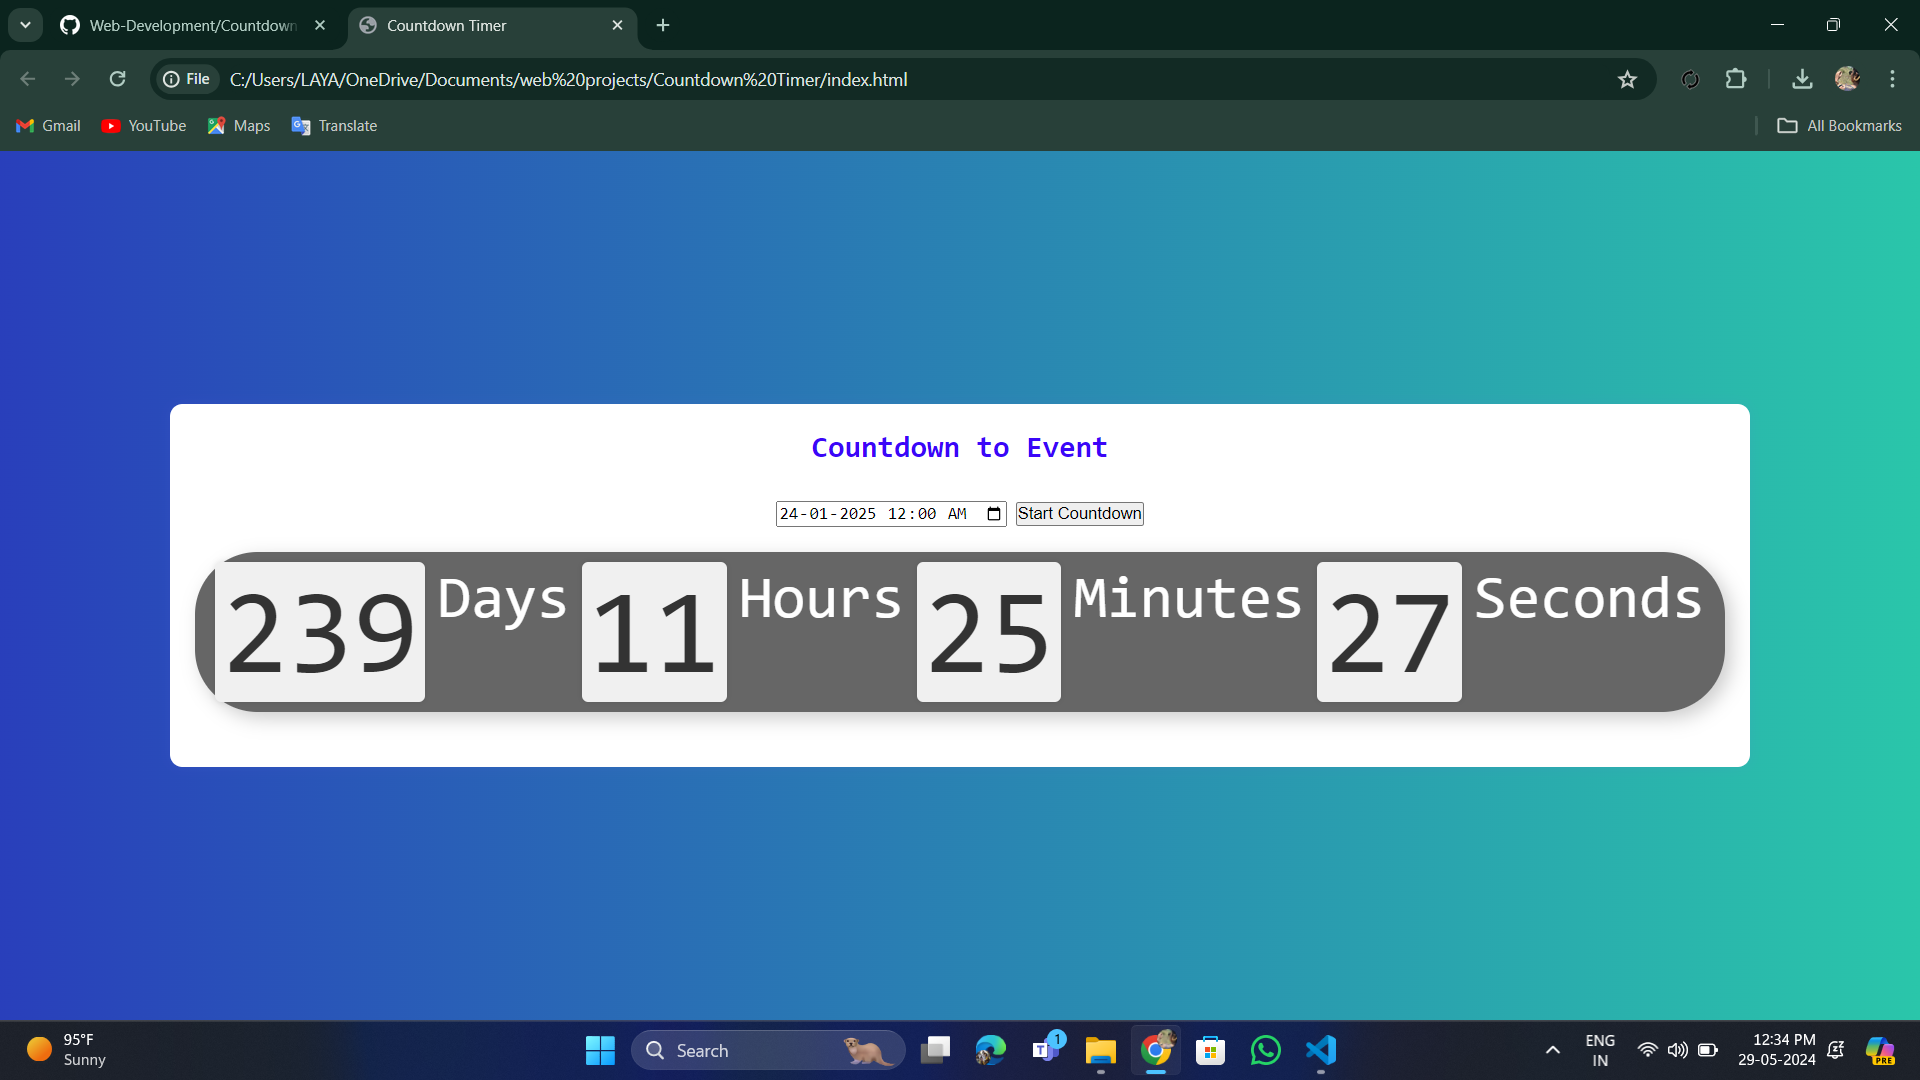 Web-Development/Countdown
Countdown Timer
File
C:/Users/LAYA/OneDrive/Documents/web%20projects/Countdown%20Timer/index.html
Gmail
YouTube
Maps
Translate
All Bookmarks
Countdown to Event
24-01-2025 12:00 AM
Start Countdown
239 Days 11 Hours 25 Minutes 27 Seconds
95°F
Sunny
Search
T
1
ENG
IN
12:34 PM
29-05-2024
PRE